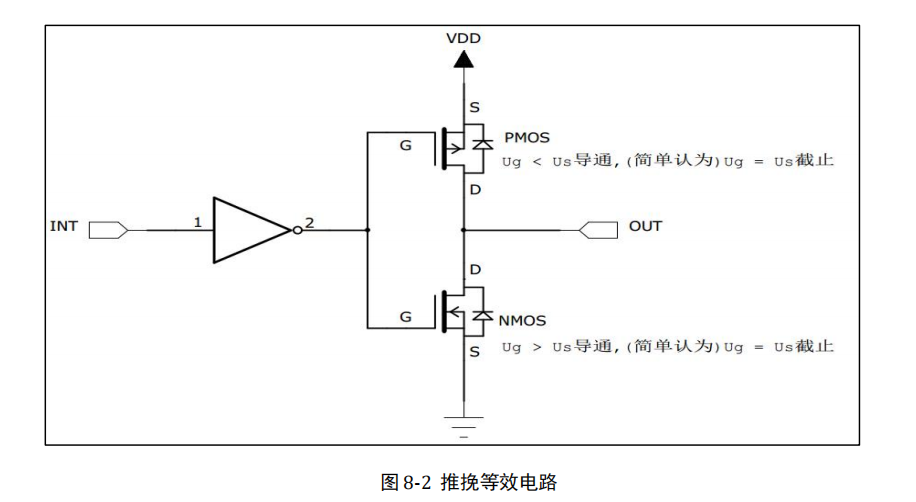 VDD
S
PMOS
G
Ug < Us导通,(简单认为)Ug = Us截止
D
INT
1
2
OUT
D
NMOS
G
Ug > Us导通,(简单认为)Ug = Us截止
S
图 8-2 推挽等效电路